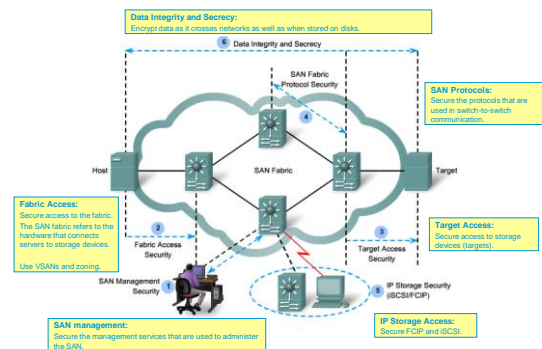 Data Integrity and Secrecy:
Encrypt data as it crosses networks as well as when stored on disks.
6 Data Integrity and Secrecy
SAN Fabric
Protocol Security
4
SAN Protocols:
Secure the protocols that are
used in switch-to-switch
communication.
Host
SAN Fabric
Target
Fabric Access:
Secure access to the fabric.
The SAN fabric refers to the
hardware that connects
servers to storage devices.
Use VSANs and zoning.
2
Fabric Access
Security
3
Target Access
Security
Target Access:
Secure access to storage
devices (targets).
SAN Management
Security
1
5
IP Storage Security
(iSCSI/FCIP)
SAN management:
Secure the management services that are used to administer
the SAN.
IP Storage Access:
Secure FCIP and iSCSI.